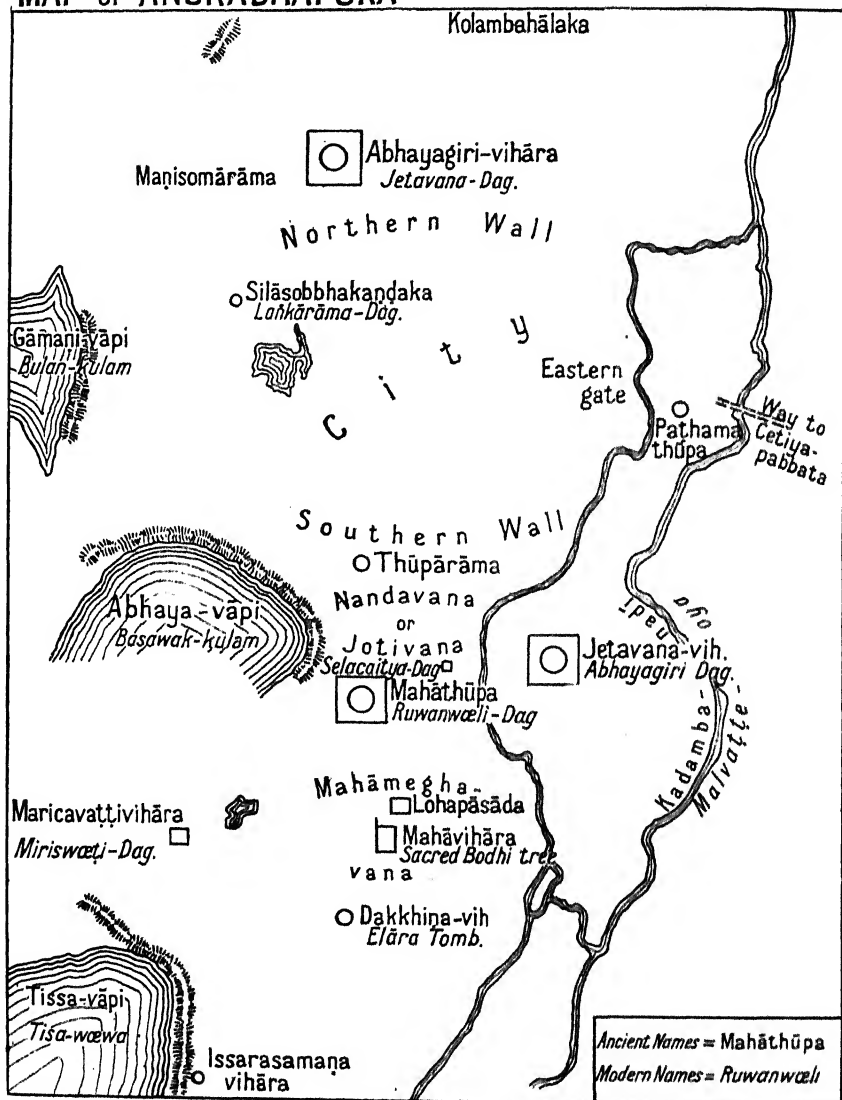 MAP OF ANURADHAPURA
Kolambahālaka
Abhayagiri-vihāra
Jetavana-Dag.
Maṇisomārāma
Northern Wall
Silāsobbhakaṇḍaka
Laṅkārāma-Dag.
Gāmaṇi-vāpi
Bulan-kulam
City
Eastern
gate
Paṭhama
thūpa
Way to
Cetiya-
pabbata
Southern Wall
Thūpārāma
Abhaya-vāpi
Basawak-kulam
Nandavana
or
Jotivana
Selacaitya-Dag
Mahāthūpa
Ruwanwæli-Dag
Jetavana-vih.
Abhayagiri Dag.
Kadamba-nadi
Malvatte-oya
Mahāmegha-
Lohapāsāda
Maricavaṭṭivihāra
Miriswæṭi-Dag.
Mahāvihāra
Sacred Bodhi tree
vana
Dakkhiṇa-vih
Elāra Tomb.
Tissa-vāpi
Tisa-wæwa
Issarasamaṇa
vihāra
Ancient Names = Mahāthūpa
Modern Names = Ruwanwæli